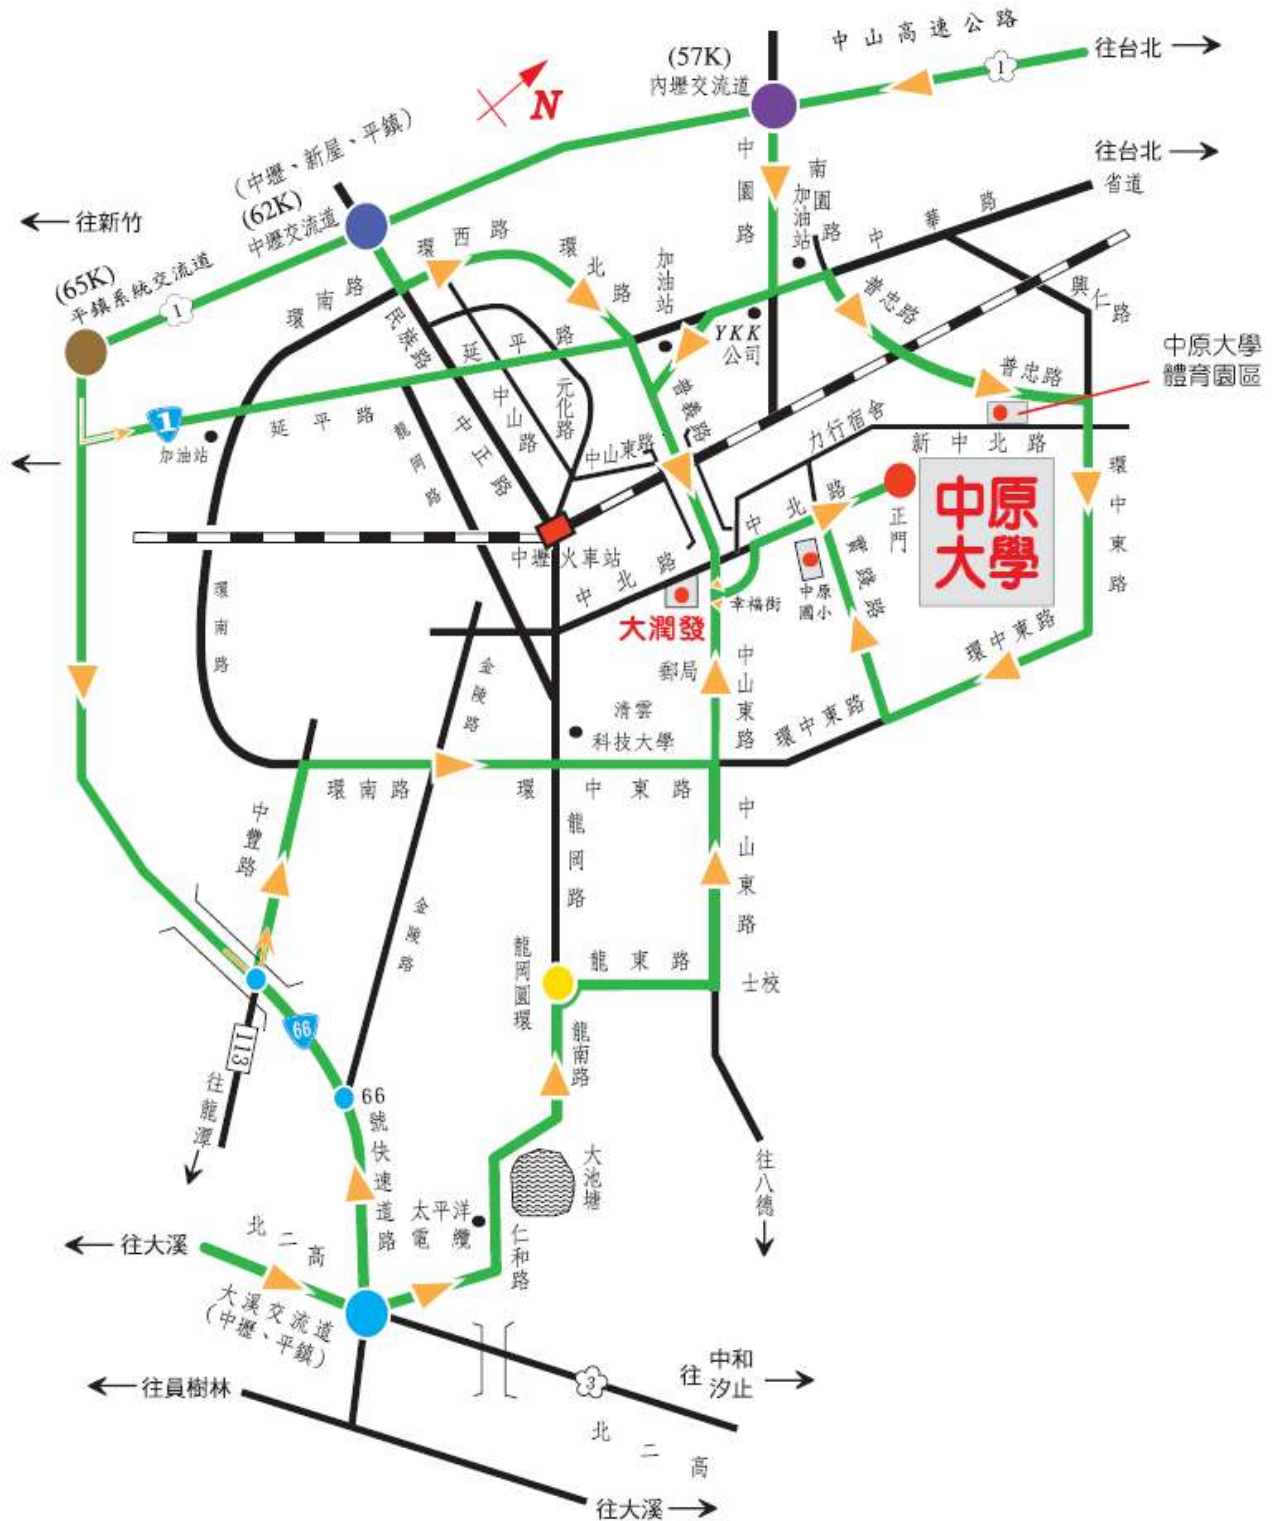 中山高速公路
往台北
1
(57K)
內壢交流道
N
(中壢、新屋、平鎮)
(62K)
中壢交流道
往新竹
(65K)
平鎮系統交流道
1
往台北
省道
中園路
南園路
加油站
中華路
興仁路
普忠路
普忠路
中原大學
體育園區
環西路
環北路
加油站
環南路
民族路
延平路
YKK
公司
普義路
1
加油站
延平路
龍岡路
中正路
中山路
元化路
中山東路
力行宿舍
新中北路
中原
大學
正門
環中東路
中壢火車站
中北路
中北路
實踐路
中原
國小
幸福街
大潤發
郵局
環南路
金陵路
清雲
科技大學
中山東路
環中東路
環中東路
環南路
環中東路
中豐路
龍岡路
中山東路
金陵路
龍岡圓環
龍東路
士校
龍南路
66
113
往龍潭
66號快速道路
大池塘
往八德
太平洋
電纜
仁和路
北二高
往大溪
大溪交流道
(中壢、平鎮)
往員樹林
3
往
中和
汐止
北二高
往大溪